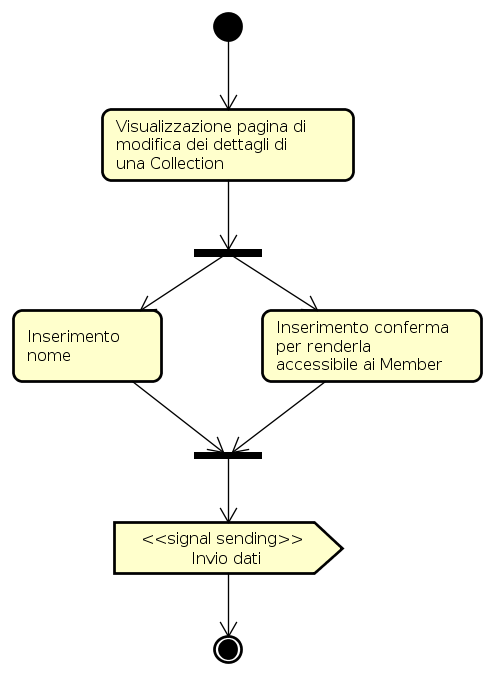 Visualizzazione pagina di
modifica dei dettagli di
una Collection
Inserimento
nome
Inserimento conferma
per renderla
accessibile ai Member
<<signal sending>>
Invio dati